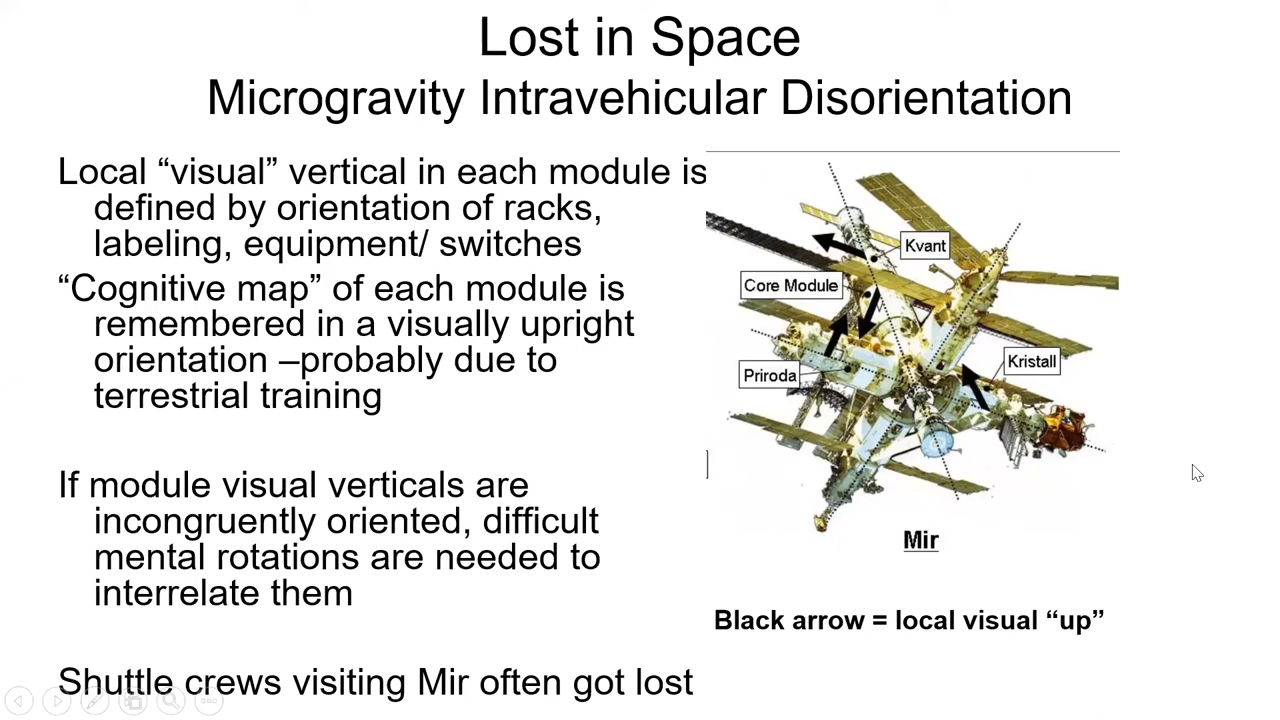 Lost in Space
Microgravity Intravehicular Disorientation
Local “visual” vertical in each module is
defined by orientation of racks,
labeling, equipment/ switches
“Cognitive map” of each module is
remembered in a visually upright
orientation –probably due to
terrestrial training
If module visual verticals are
incongruently oriented, difficult
mental rotations are needed to
interrelate them
Shuttle crews visiting Mir often got lost
Kvant
Core Module
Kristall
Priroda
Mir
Black arrow = local visual “up”